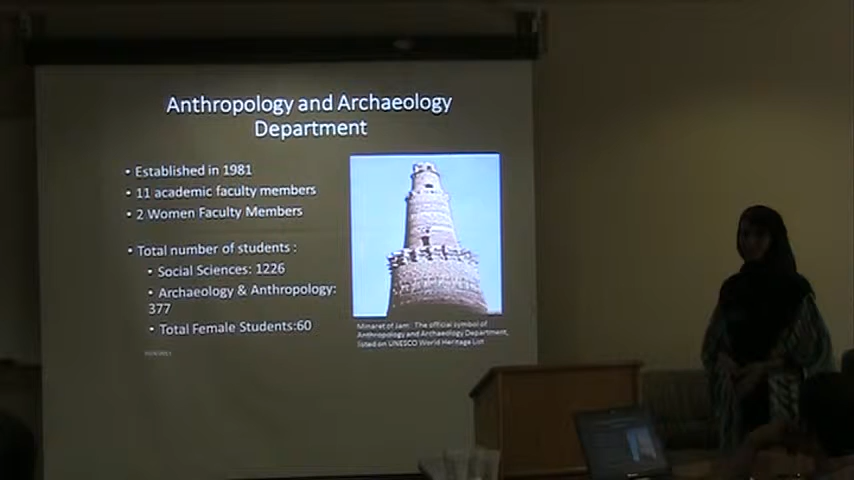 Anthropology and Archaeology
Department
• Established in 1981
• 11 academic faculty members
• 2 Women Faculty Members
• Total number of students :
• Social Sciences: 1226
• Archaeology & Anthropology:
377
• Total Female Students:60
Minaret of Jam: The official symbol of
Anthropology and Archaeology Department,
listed on UNESCO World Heritage List